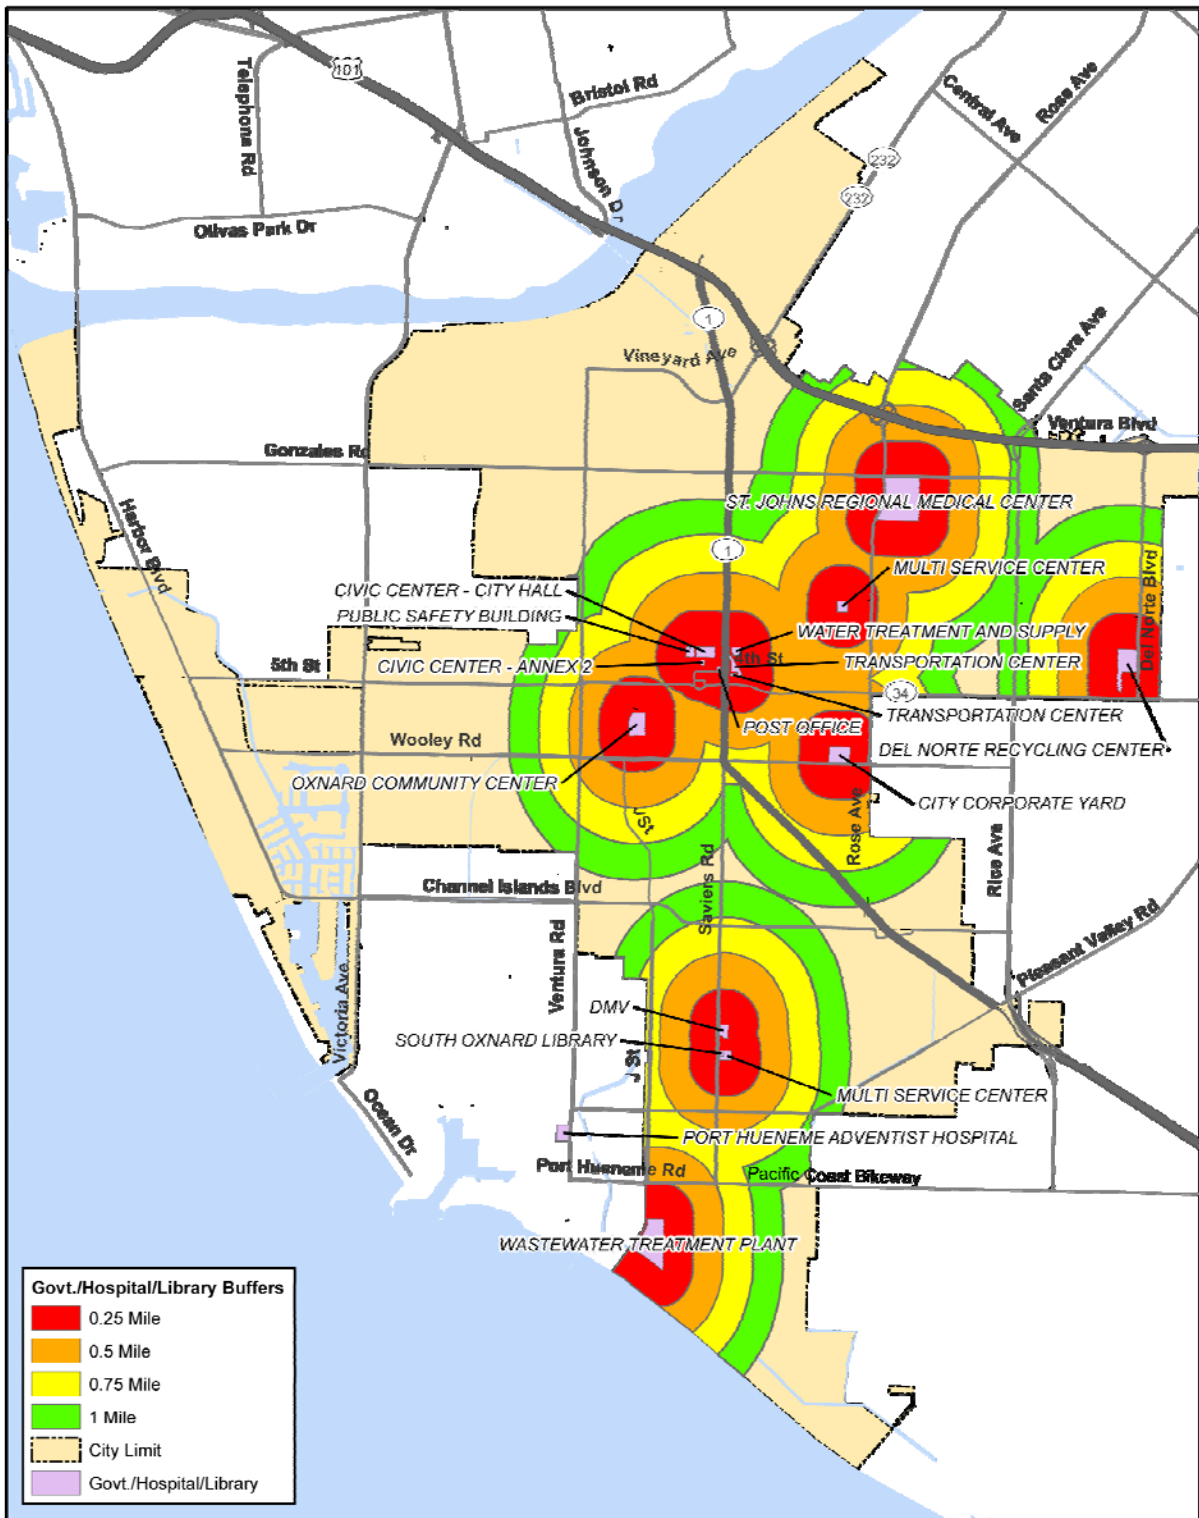 101
Telephone Rd
Bristol Rd
Johnson Dr
Central Ave
Rose Ave
232
232
Olivas Park Dr
1
Vineyard Ave
Santa Clara Ave
Ventura Blvd
Gonzales Rd
Harbor Blvd
ST. JOHNS REGIONAL MEDICAL CENTER
1
MULTI SERVICE CENTER
CIVIC CENTER - CITY HALL
PUBLIC SAFETY BUILDING
WATER TREATMENT AND SUPPLY
Del Norte Blvd
5th St
CIVIC CENTER - ANNEX 2
4th St
TRANSPORTATION CENTER
34
TRANSPORTATION CENTER
POST OFFICE
Wooley Rd
DEL NORTE RECYCLING CENTER
OXNARD COMMUNITY CENTER
CITY CORPORATE YARD
J St
Rose Ave
Saviers Rd
Rice Ave
Channel Islands Blvd
Ventura Rd
Pleasant Valley Rd
Victoria Ave
DMV
SOUTH OXNARD LIBRARY
J St
MULTI SERVICE CENTER
Ocean Dr
PORT HUENEME ADVENTIST HOSPITAL
Port Hueneme Rd
Pacific Coast Bikeway
WASTEWATER TREATMENT PLANT
Govt./Hospital/Library Buffers
0.25 Mile
0.5 Mile
0.75 Mile
1 Mile
City Limit
Govt./Hospital/Library